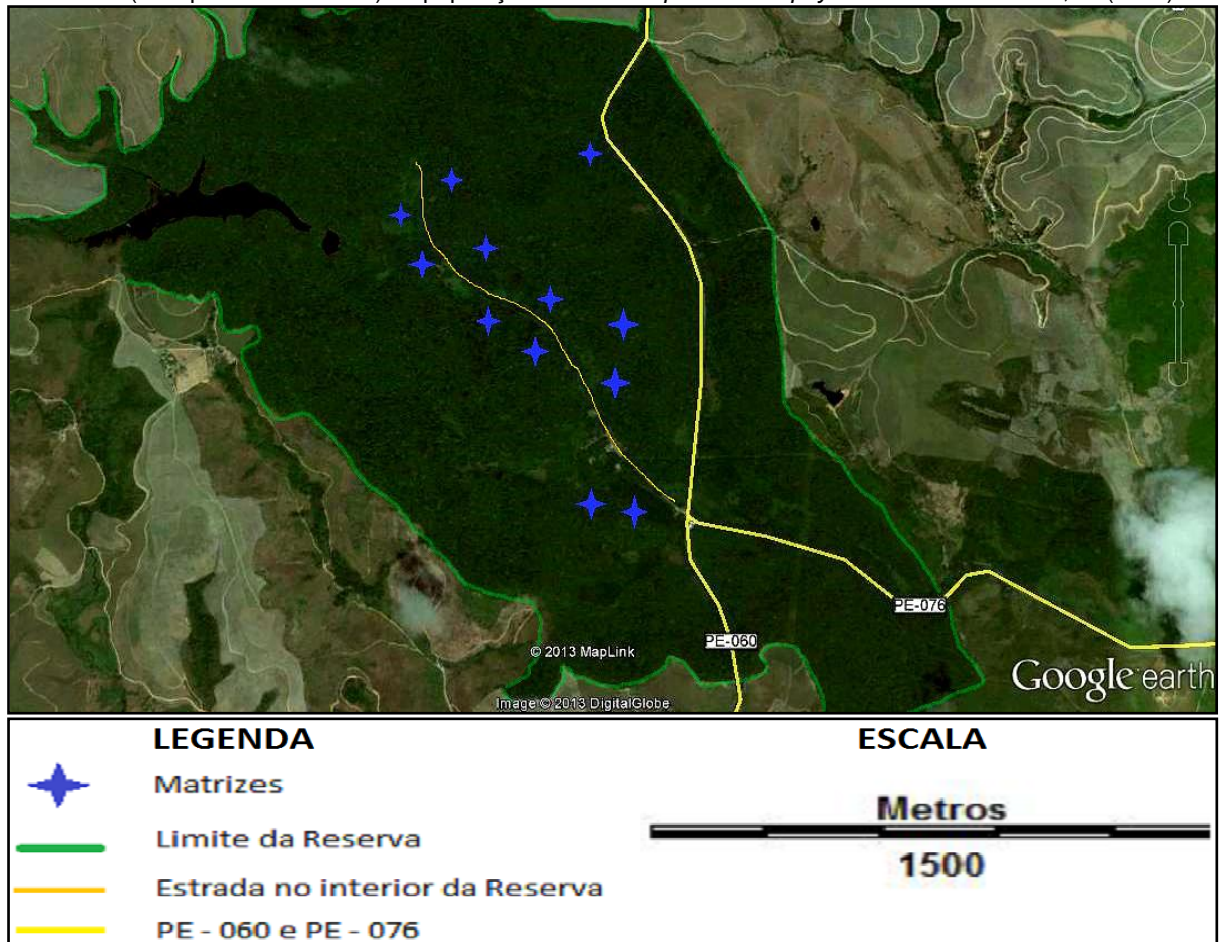 PE-076
PE-060
© 2013 MapLink
Google earth
Image © 2013 DigitalGlobe
LEGENDA
Matrizes
Limite da Reserva
Estrada no interior da Reserva
PE - 060 e PE - 076
ESCALA
Metros
1500